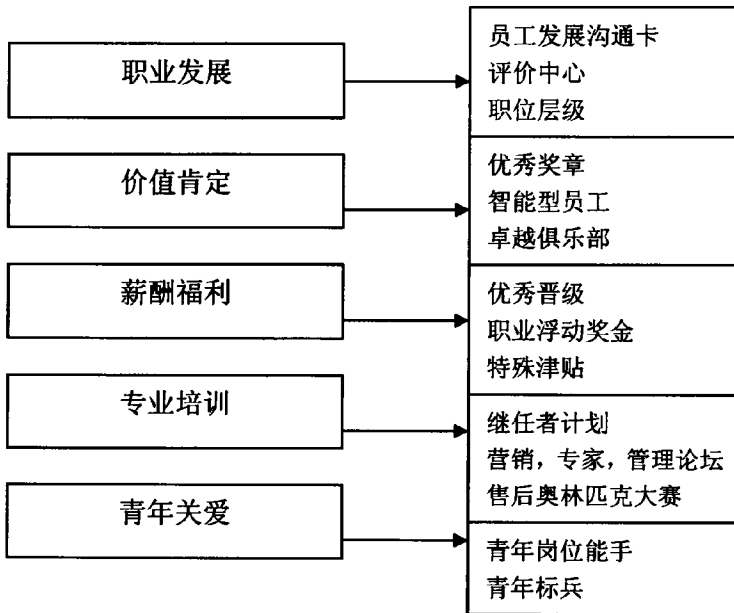 职业发展
员工发展沟通卡
评价中心
职位层级
价值肯定
优秀奖章
智能型员工
卓越俱乐部
薪酬福利
优秀晋级
职业浮动奖金
特殊津贴
专业培训
继任者计划
营销，专家，管理论坛
售后奥林匹克大赛
青年关爱
青年岗位能手
青年标兵